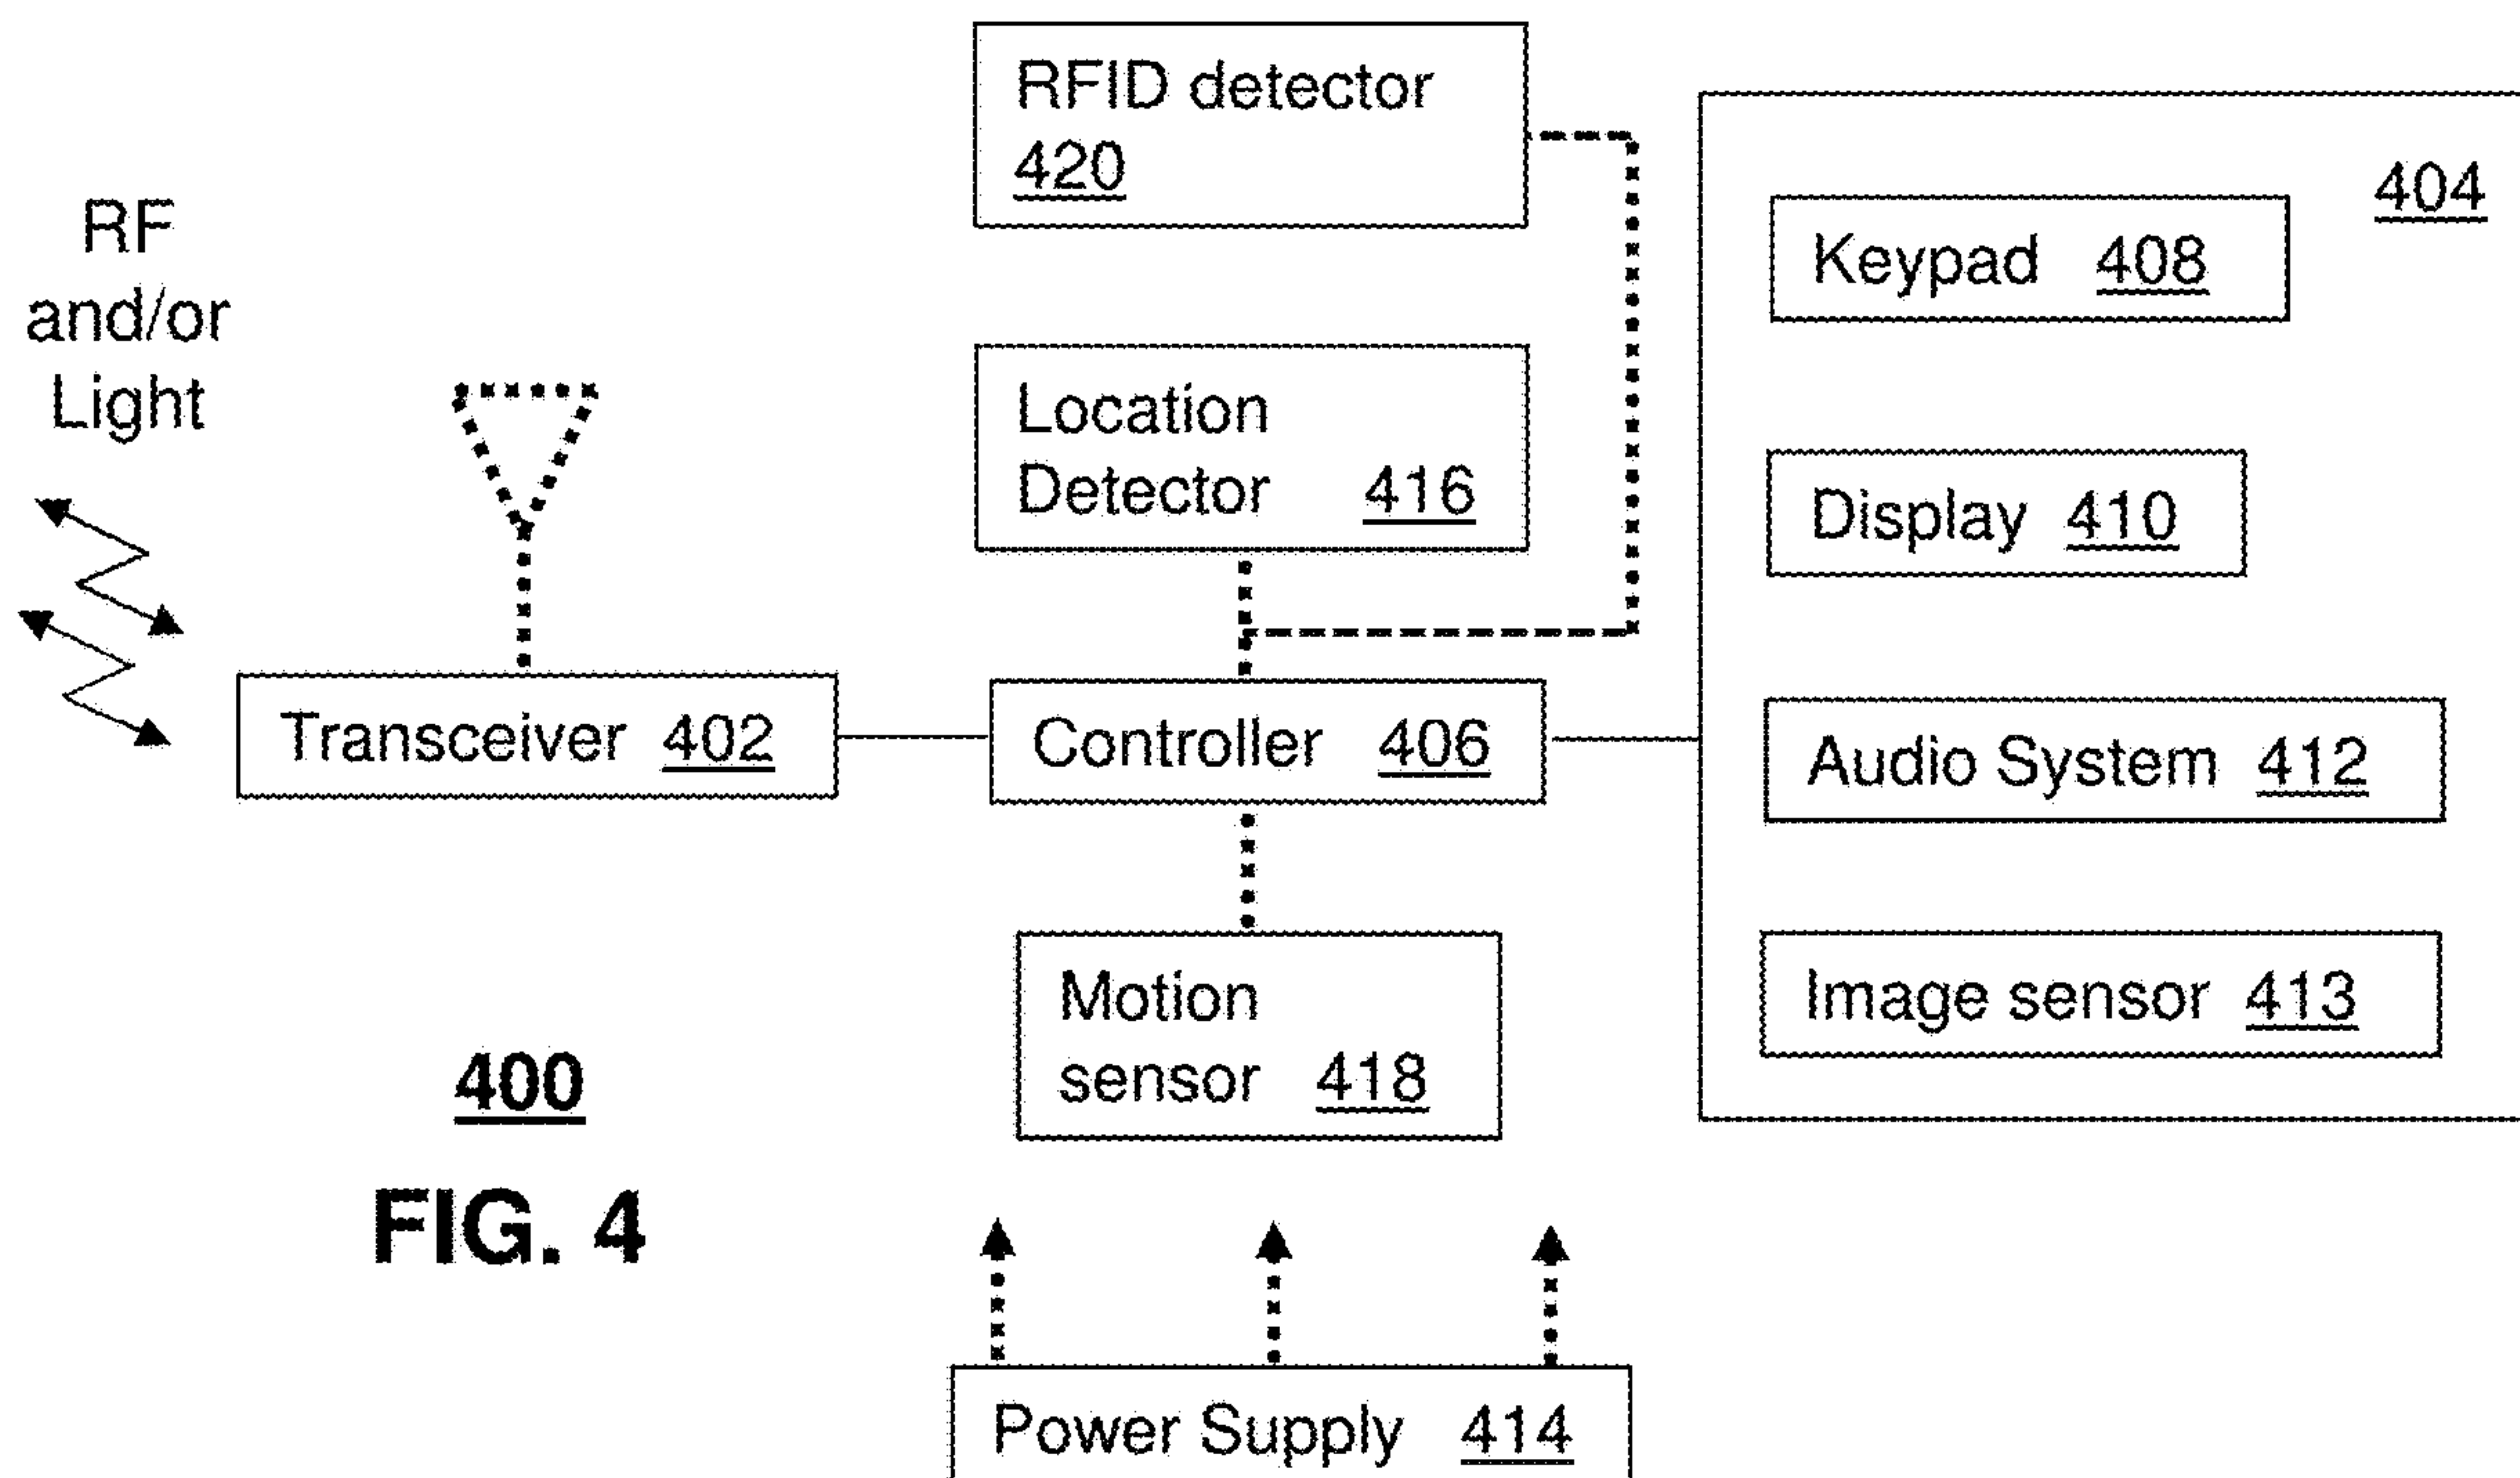 RFID detector
420
RF
and/or
Light
Location
Detector 416
Transceiver 402
Controller 406
404
Keypad 408
Display 410
Audio System 412
Image sensor 413
Motion
sensor 418
400
FIG. 4
Power Supply 414